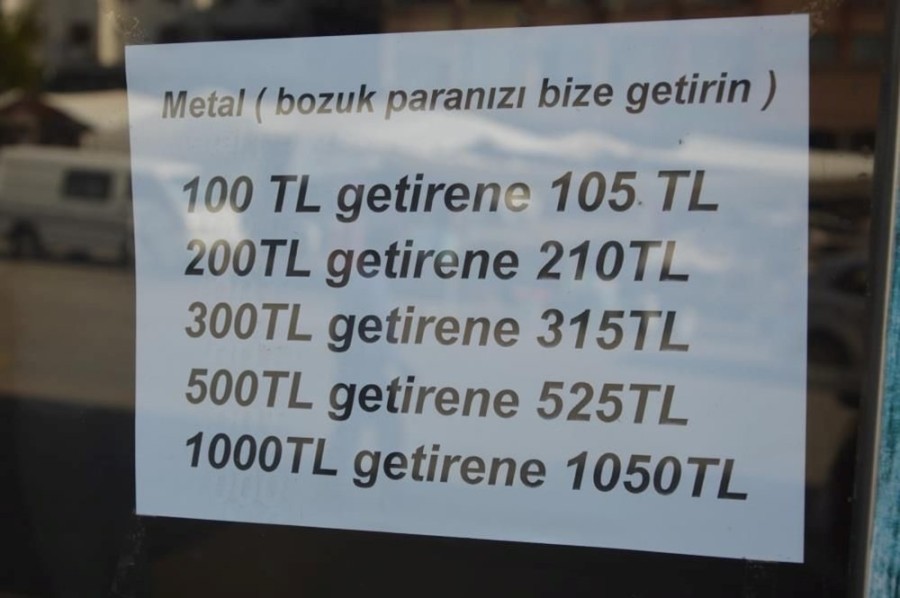 Metal ( bozuk paranızı bize getirin )
100 TL getirene 105 TL
200TL getirene 210TL
300TL getirene 315TL
500TL getirene 525TL
1000TL getirene 1050TL